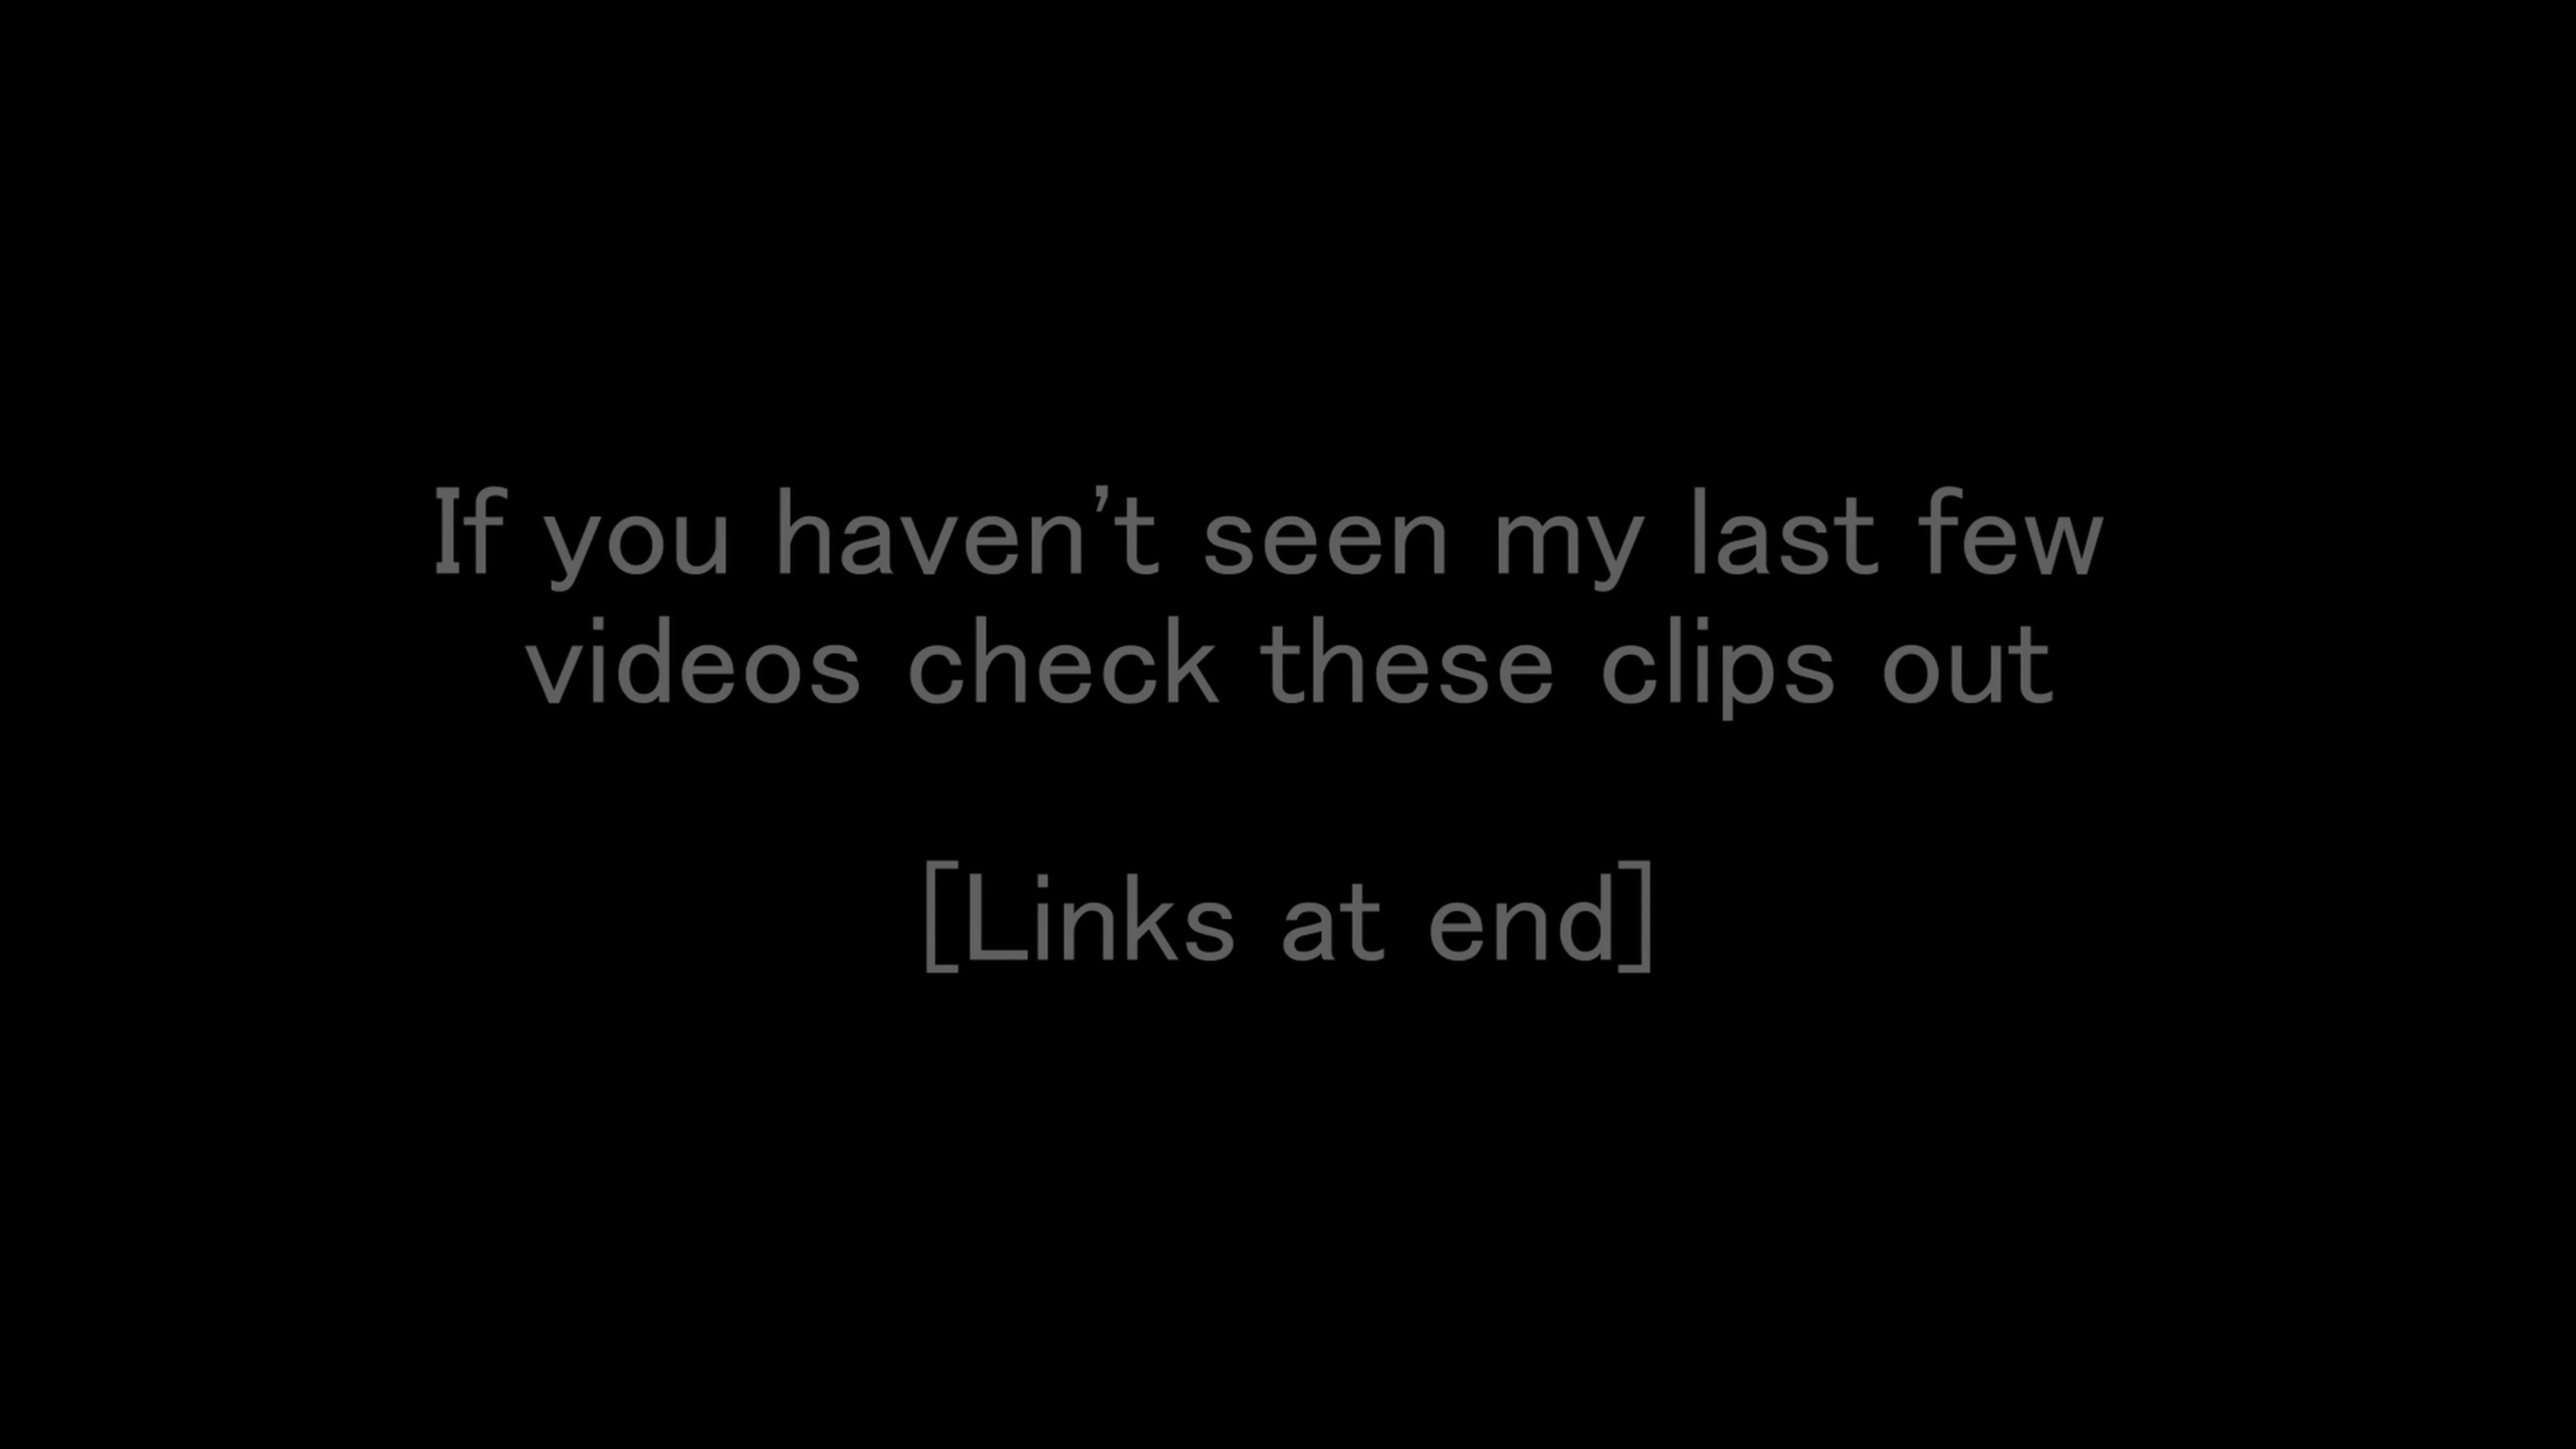 If you haven’t seen my last few
videos check these clips out
[Links at end]